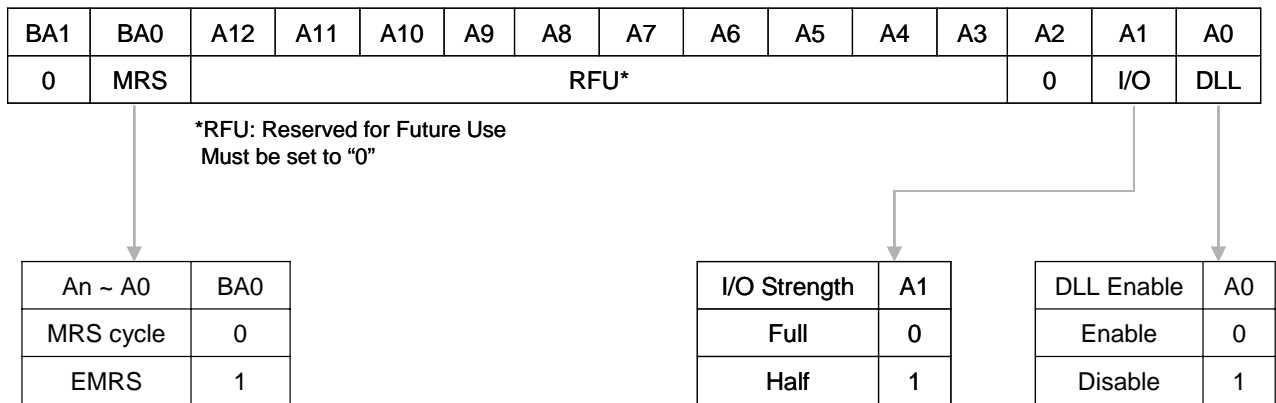 BA1 BA0 A12 A11 A10 A9 A8 A7 A6 A5 A4 A3 A2 A1 A0
0 MRS RFU* 0 I/O DLL
*RFU: Reserved for Future Use
Must be set to “0”
An ~ A0 BA0
MRS cycle 0
EMRS 1
I/O Strength A1
Full 0
Half 1
DLL Enable A0
Enable 0
Disable 1